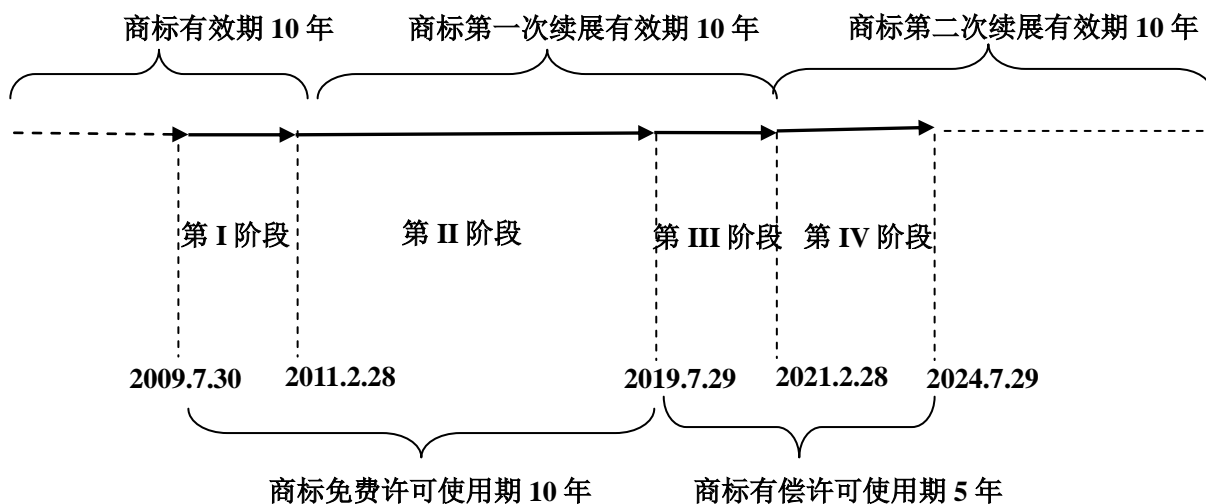 商标有效期 10 年 商标第一次续展有效期 10 年 商标第二次续展有效期 10 年
第 I 阶段 第 II 阶段 第 III 阶段 第 IV 阶段
2009.7.30 2011.2.28 2019.7.29 2021.2.28 2024.7.29
商标免费许可使用期 10 年 商标有偿许可使用期 5 年